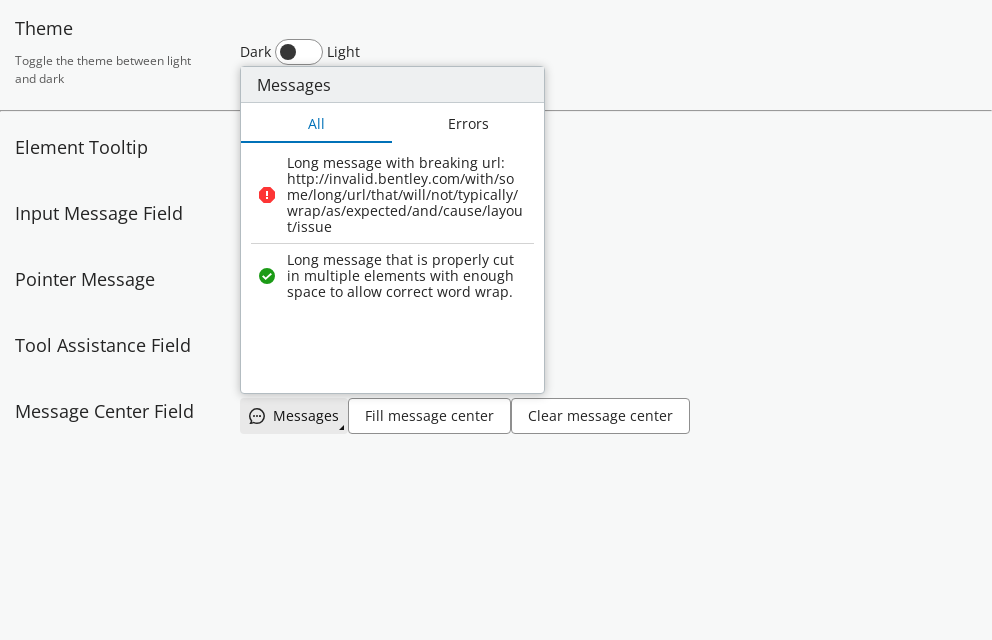 Theme
Toggle the theme between light
and dark
Dark
Light
Messages
All
Errors
Long message with breaking url:
http://invalid.bentley.com/with/so
me/long/url/that/will/not/typically/
wrap/as/expected/and/cause/layou
t/issue
Long message that is properly cut
in multiple elements with enough
space to allow correct word wrap.
Element Tooltip
Input Message Field
Pointer Message
Tool Assistance Field
Message Center Field
Messages
Fill message center
Clear message center